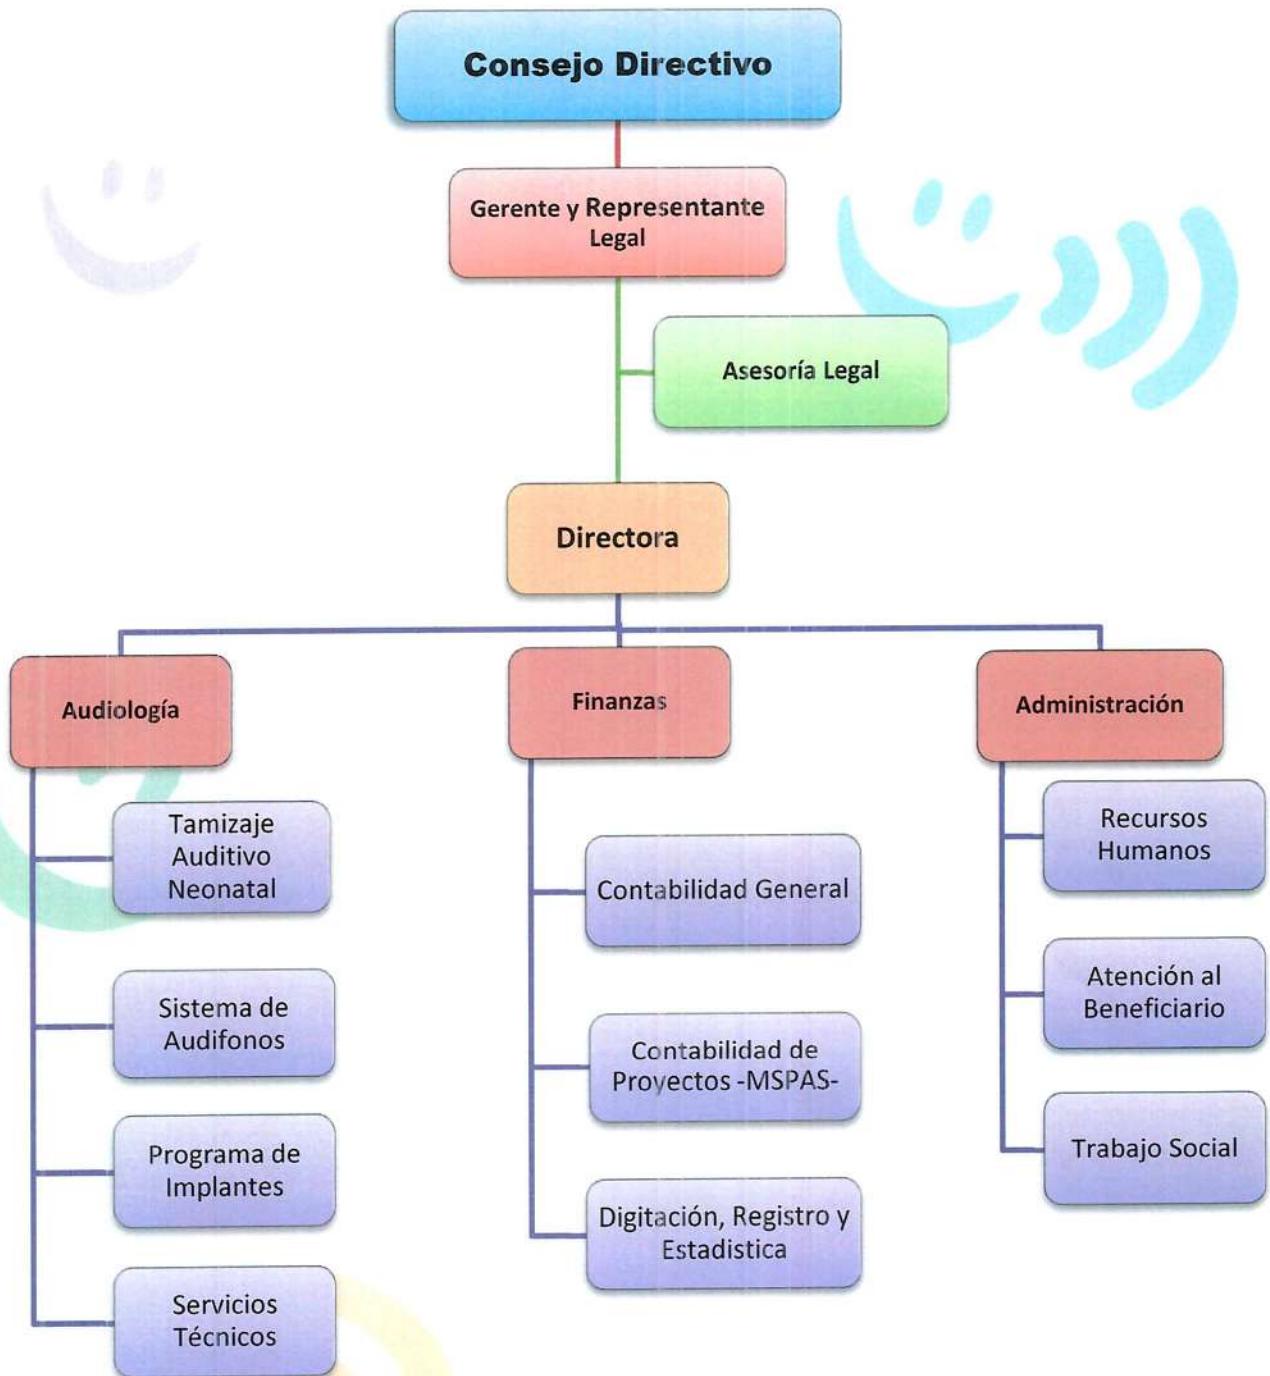 Consejo Directivo
Gerente y Representante
Legal
Asesoría Legal
Directora
Audiología
Finanzas
Administración
Tamizaje
Auditivo
Neonatal
Sistema de
Audifonos
Programa de
Implantes
Servicios
Técnicos
Contabilidad General
Contabilidad de
Proyectos -MSPAS-
Digitación, Registro y
Estadistica
Recursos
Humanos
Atención al
Beneficiario
Trabajo Social